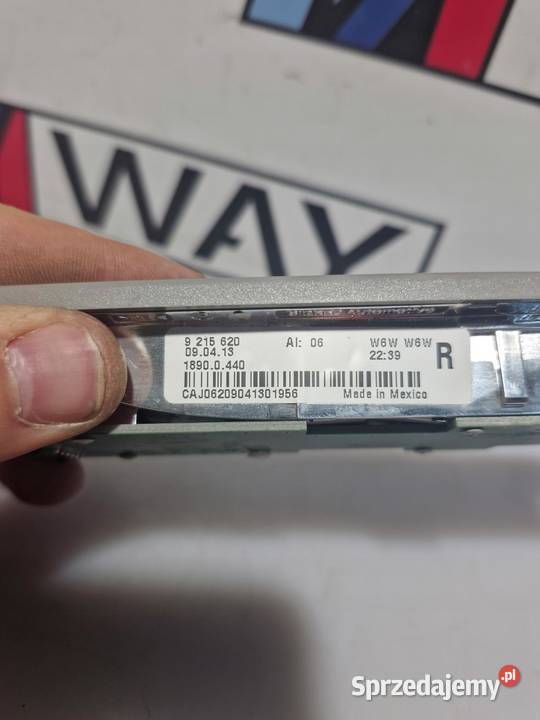 WAY
9 215 620 AI: 06 W6W W6W
09.04.13 22:39 R
1890.0.440
CAJ06209041301956 Made in Mexico
Sprzedajemy.pl